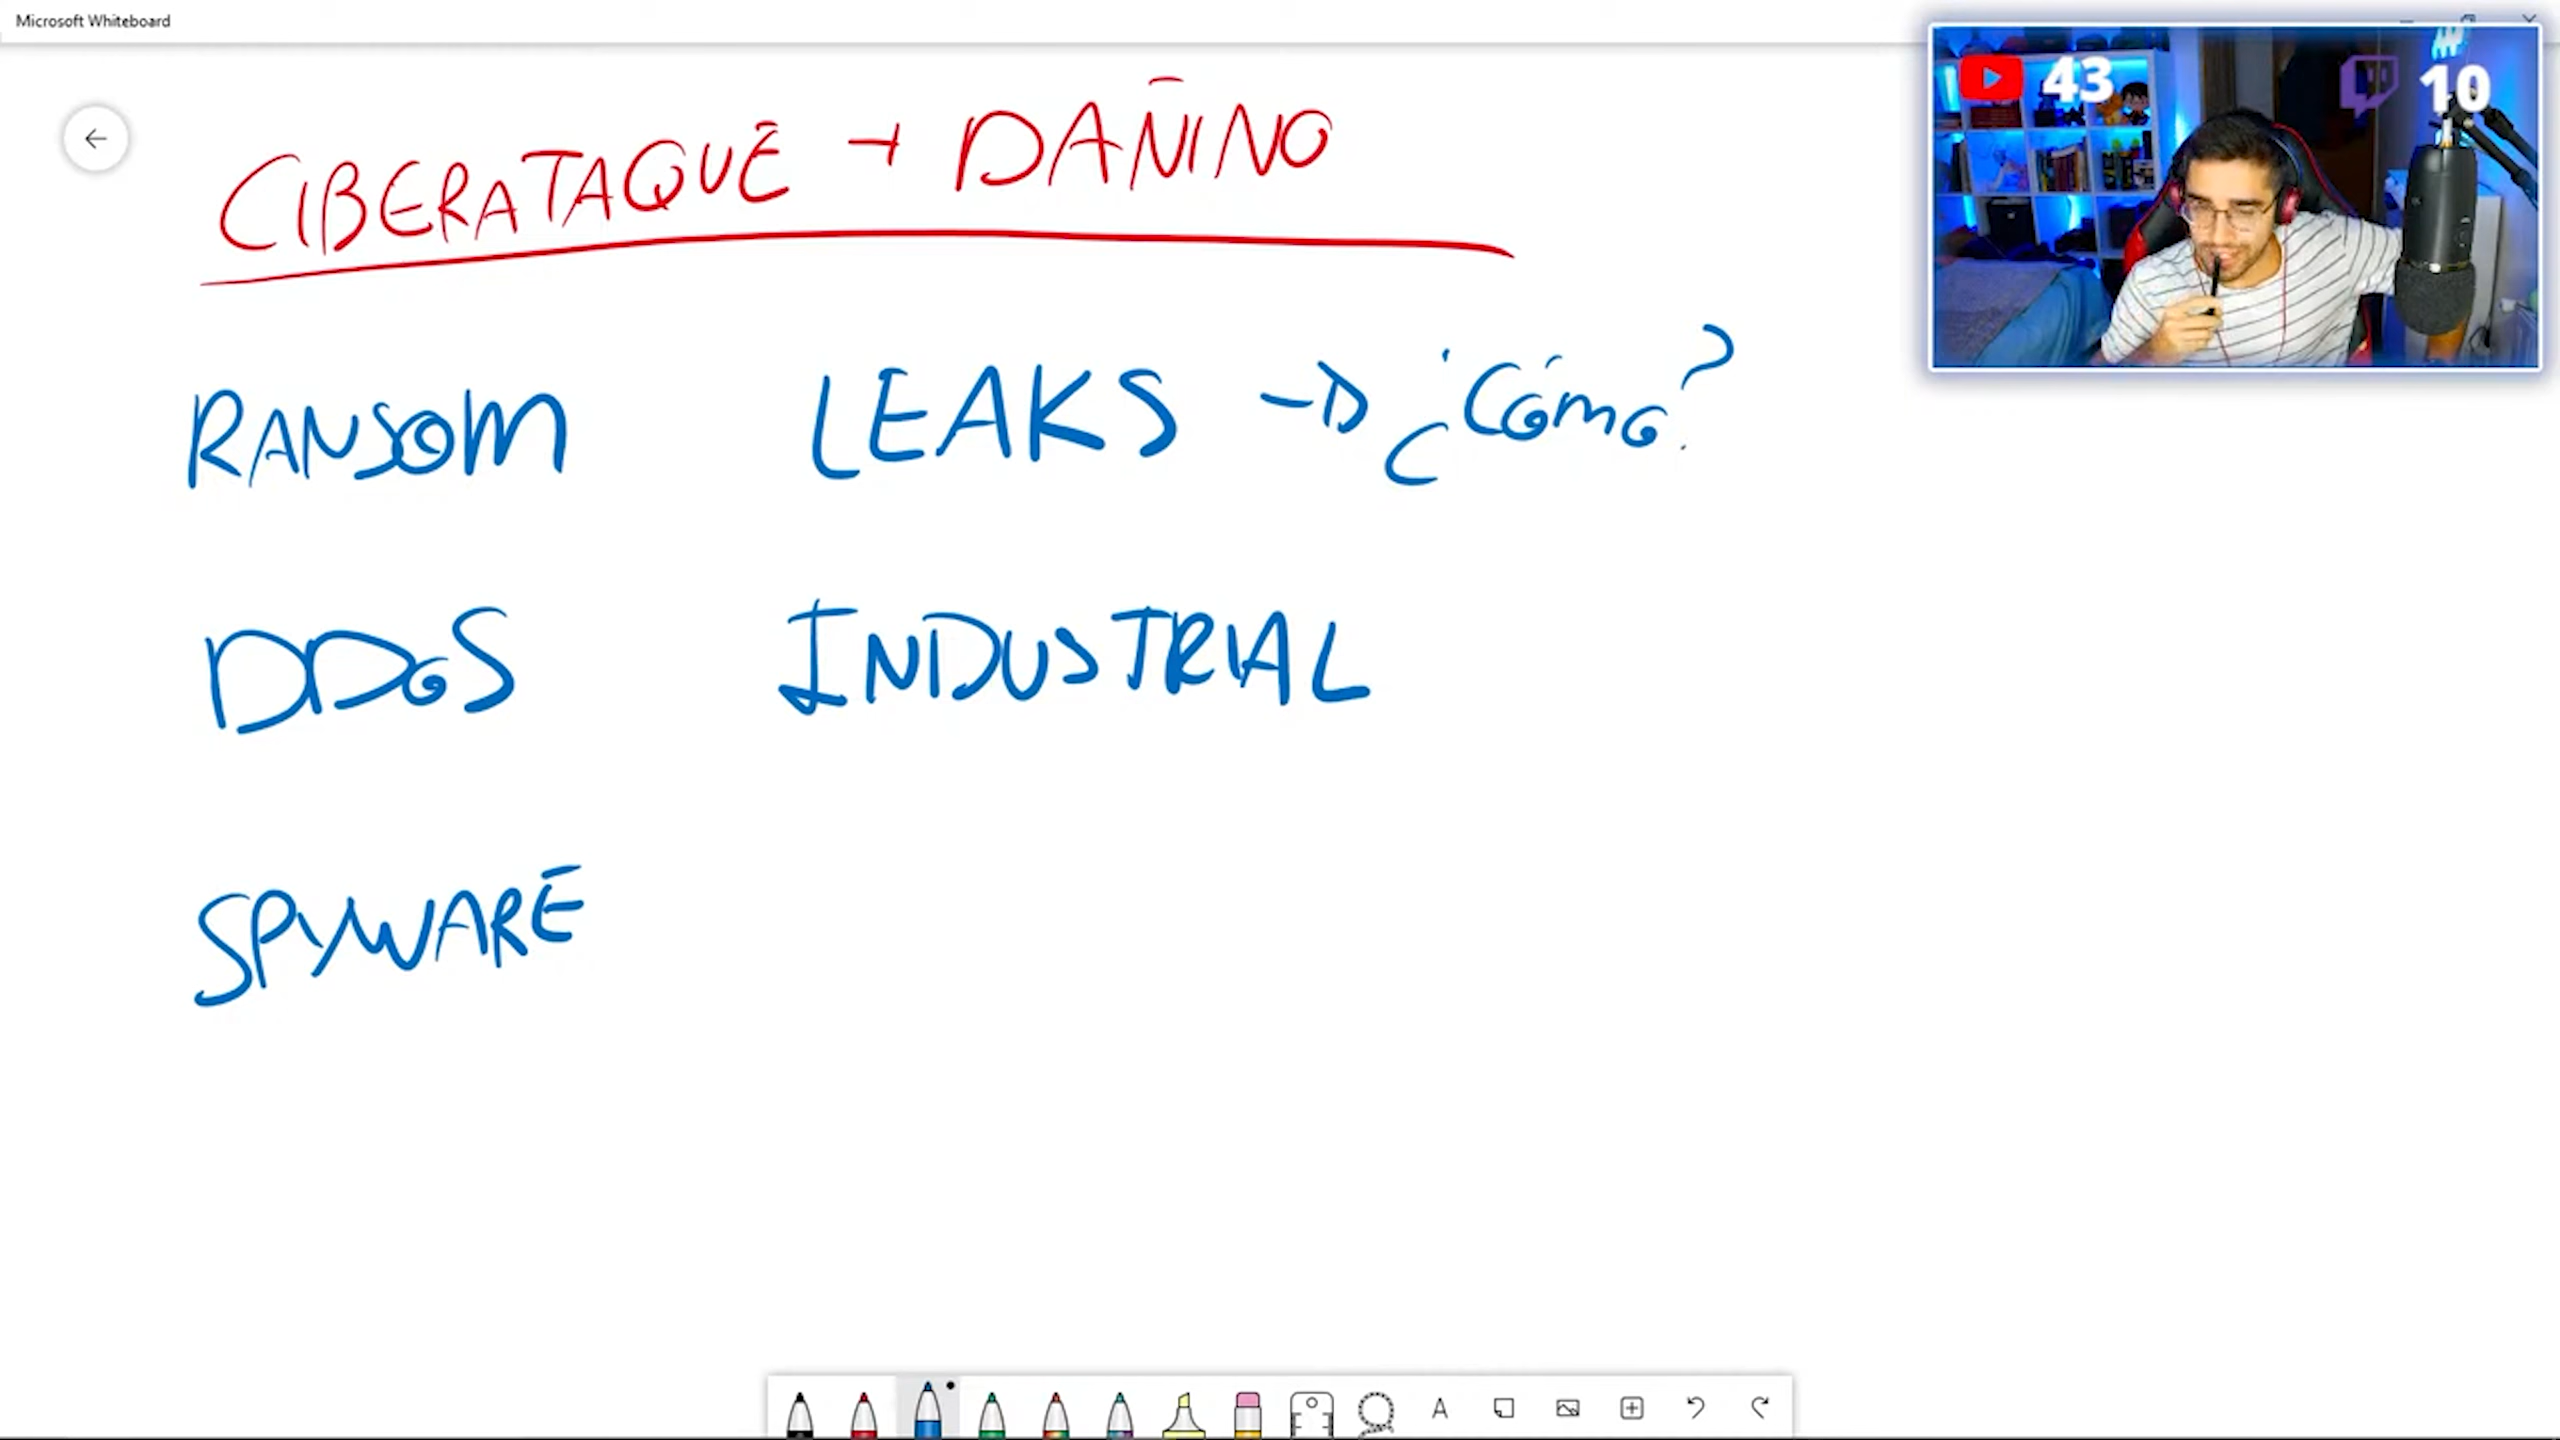 Microsoft Whiteboard
43 10
CIBERATAQUE + DAÑINO
RANSOM LEAKS → ¿Cómo?
DDoS INDUSTRIAL
SPYWARE
A